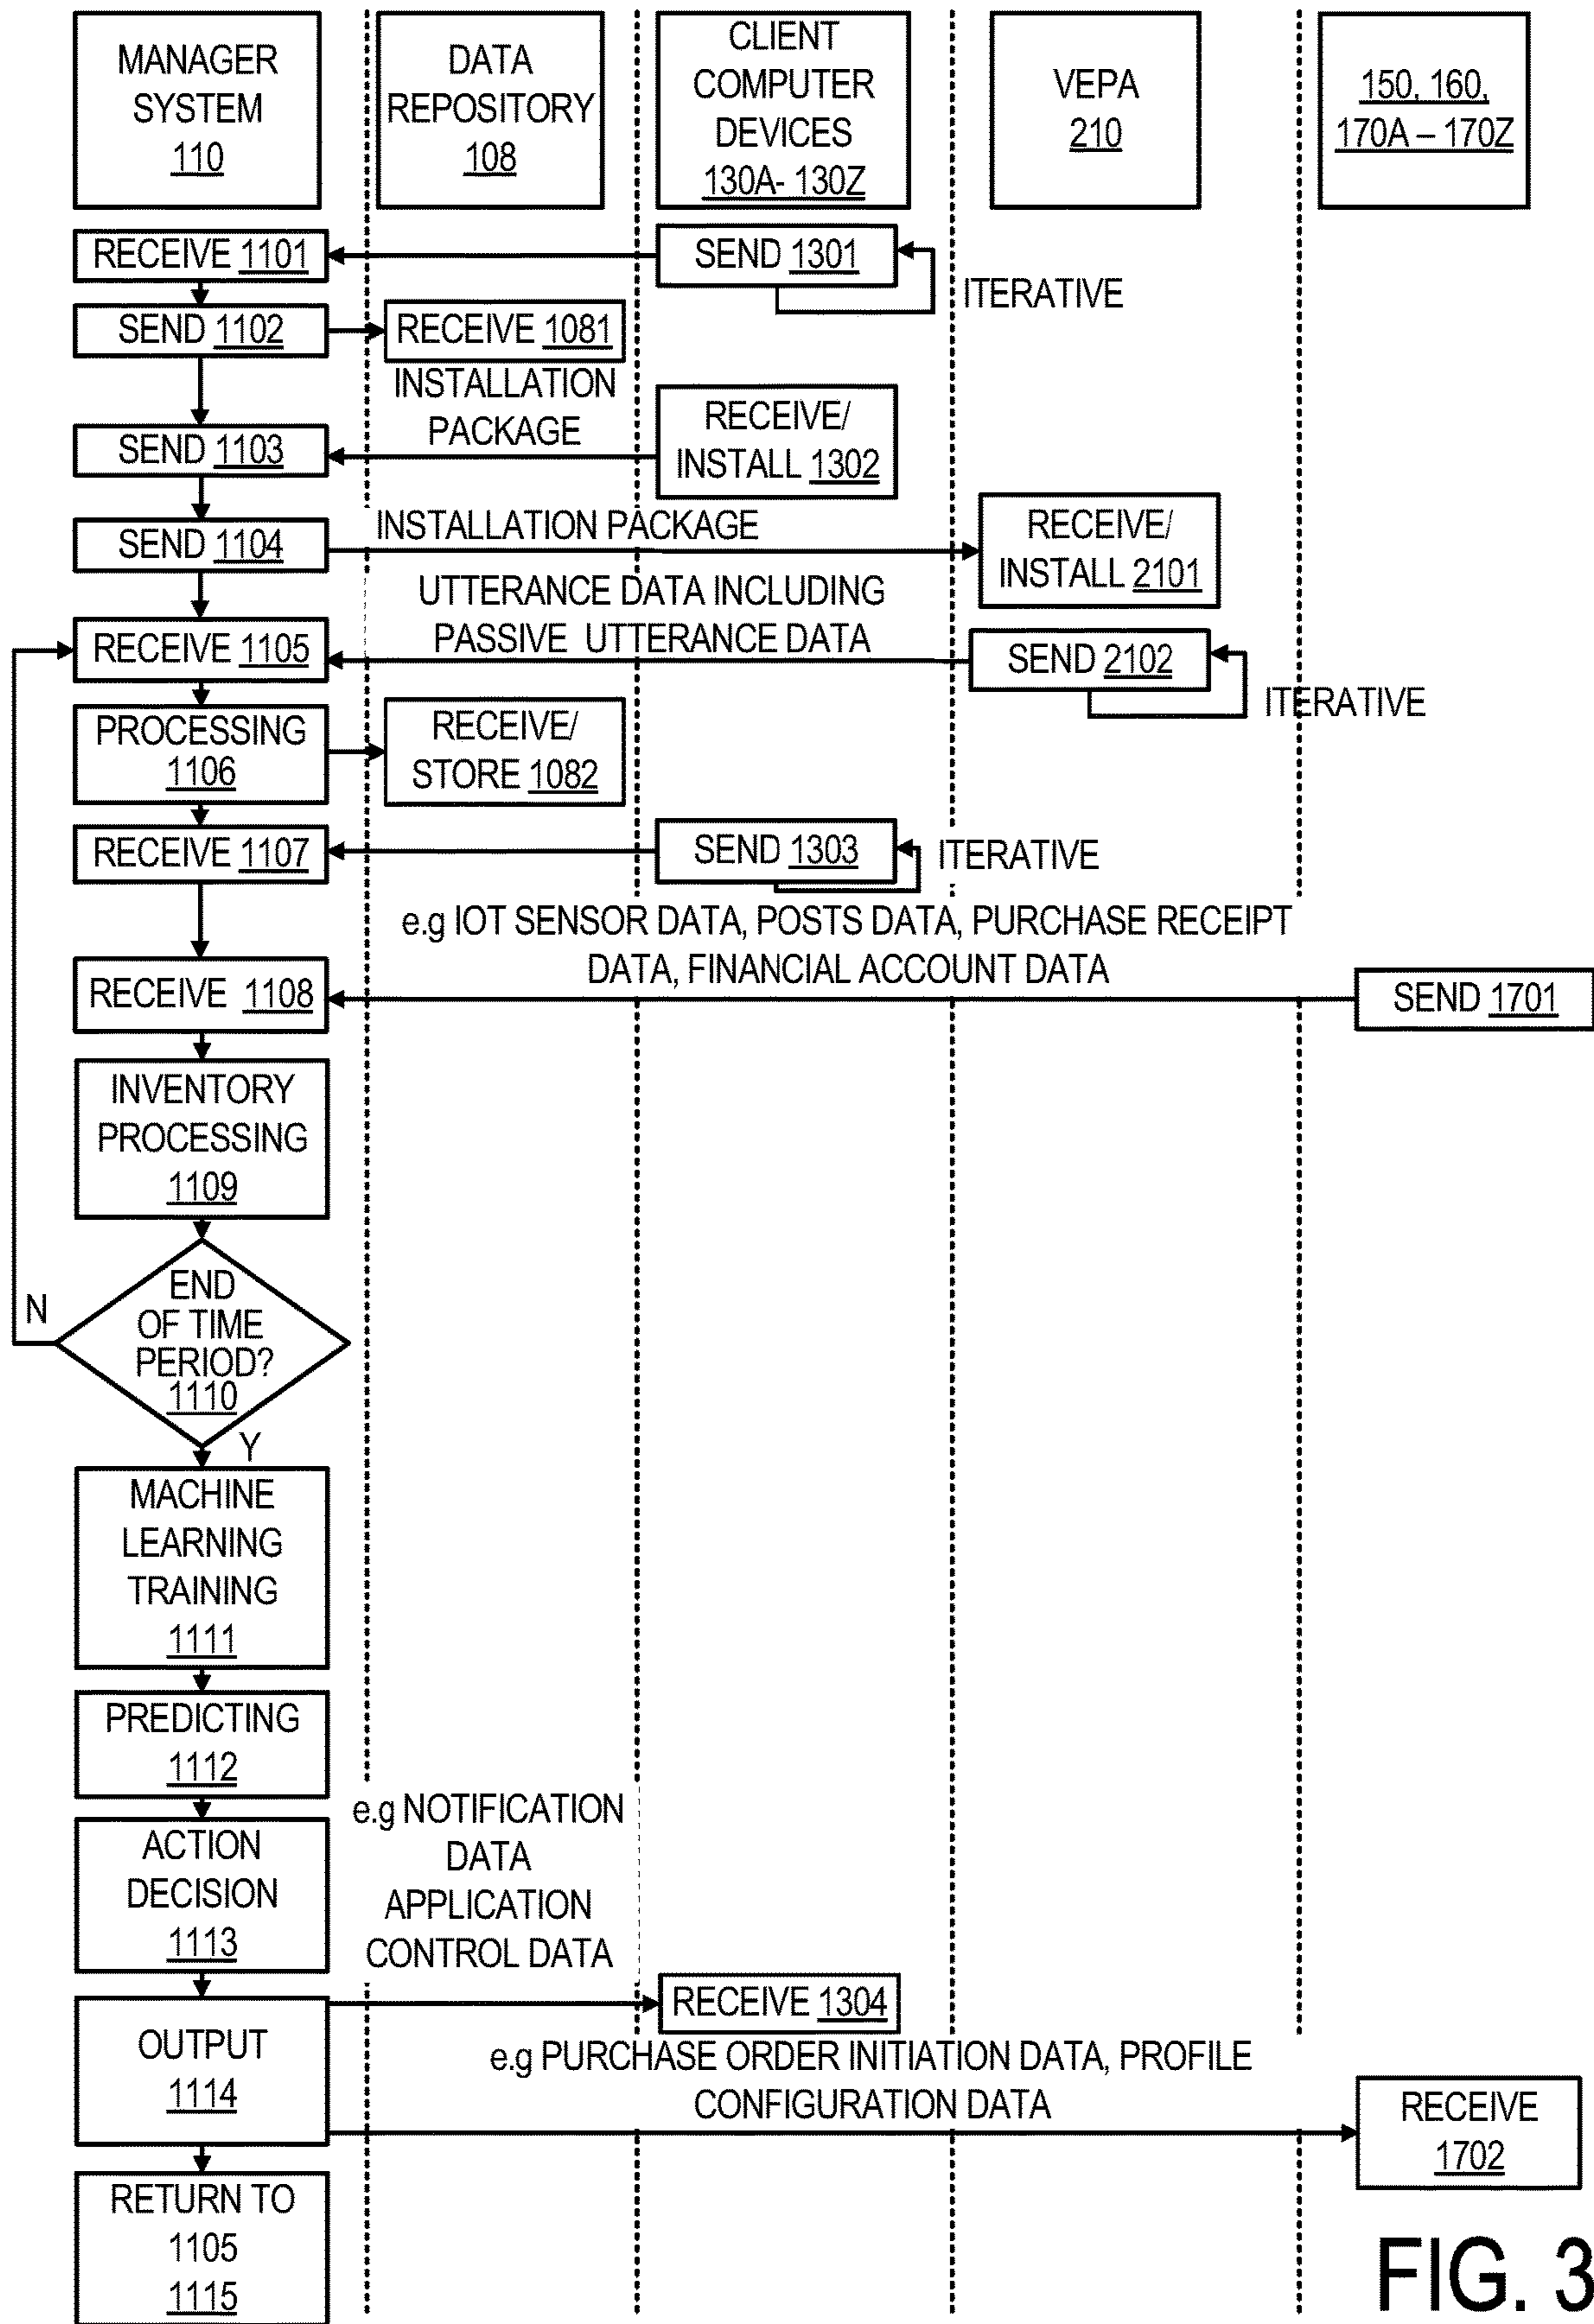 MANAGER
SYSTEM
110
DATA
REPOSITORY
108
CLIENT
COMPUTER
DEVICES
130A- 130Z
VEPA
210
150, 160,
170A – 170Z
RECEIVE 1101
SEND 1301
ITERATIVE
SEND 1102
RECEIVE 1081
INSTALLATION
PACKAGE
RECEIVE/
INSTALL 1302
SEND 1103
INSTALLATION PACKAGE
SEND 1104
RECEIVE/
INSTALL 2101
UTTERANCE DATA INCLUDING
PASSIVE UTTERANCE DATA
RECEIVE 1105
SEND 2102
ITERATIVE
PROCESSING
1106
RECEIVE/
STORE 1082
RECEIVE 1107
SEND 1303
ITERATIVE
e.g IOT SENSOR DATA, POSTS DATA, PURCHASE RECEIPT
DATA, FINANCIAL ACCOUNT DATA
RECEIVE 1108
SEND 1701
INVENTORY
PROCESSING
1109
END
OF TIME
PERIOD?
1110
N
Y
MACHINE
LEARNING
TRAINING
1111
PREDICTING
1112
ACTION
DECISION
1113
e.g NOTIFICATION
DATA
APPLICATION
CONTROL DATA
RECEIVE 1304
OUTPUT
1114
e.g PURCHASE ORDER INITIATION DATA, PROFILE
CONFIGURATION DATA
RECEIVE
1702
RETURN TO
1105
1115
FIG. 3